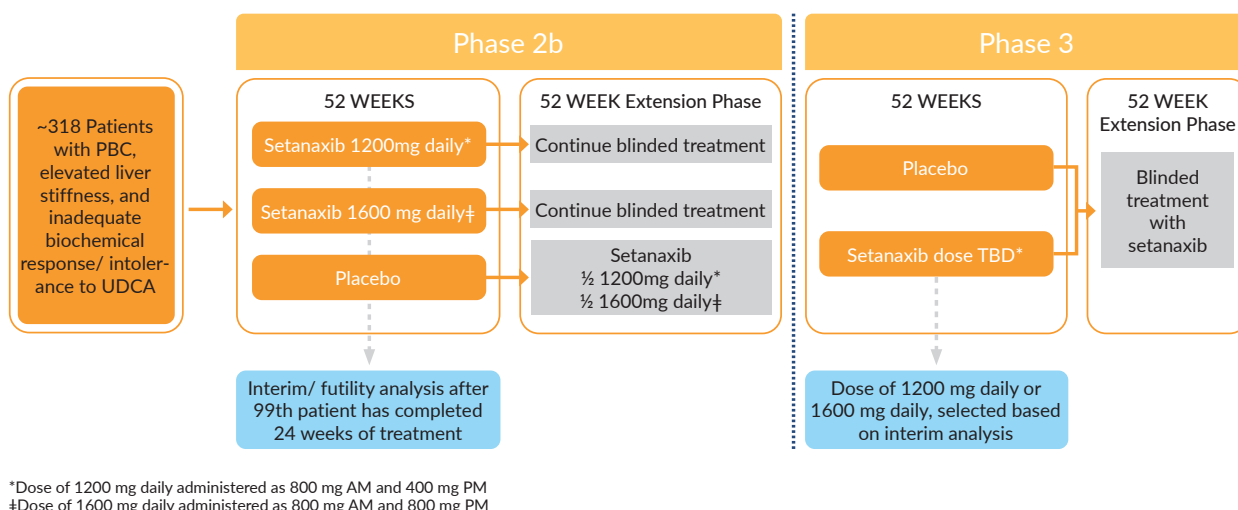 Phase 2b
Phase 3
~318 Patients
with PBC,
elevated liver
stiffness, and
inadequate
biochemical
response/ intoler-
ance to UDCA
52 WEEKS
Setanaxib 1200mg daily*
Setanaxib 1600 mg daily‡
Placebo
52 WEEK Extension Phase
Continue blinded treatment
Continue blinded treatment
Setanaxib
½ 1200mg daily*
½ 1600mg daily‡
Interim/ futility analysis after
99th patient has completed
24 weeks of treatment
52 WEEKS
Placebo
Setanaxib dose TBD*
52 WEEK
Extension Phase
Blinded
treatment
with
setanaxib
Dose of 1200 mg daily or
1600 mg daily, selected based
on interim analysis
*Dose of 1200 mg daily administered as 800 mg AM and 400 mg PM
‡Dose of 1600 mg daily administered as 800 mg AM and 800 mg PM